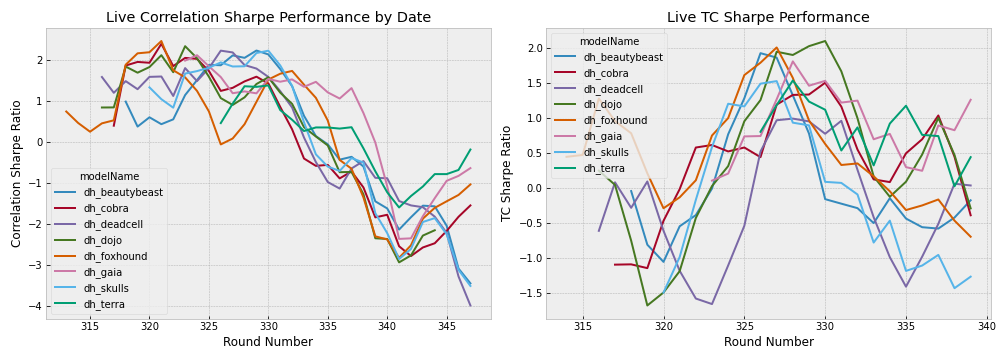 Live Correlation Sharpe Performance by Date
Correlation Sharpe Ratio
2
1
0
−1
−2
−3
−4
modelName
dh_beautybeast
dh_cobra
dh_deadcell
dh_dojo
dh_foxhound
dh_gaia
dh_skulls
dh_terra
315
320
325
330
335
340
345
Round Number
Live TC Sharpe Performance
TC Sharpe Ratio
2.0
1.5
1.0
0.5
0.0
−0.5
−1.0
−1.5
modelName
dh_beautybeast
dh_cobra
dh_deadcell
dh_dojo
dh_foxhound
dh_gaia
dh_skulls
dh_terra
315
320
325
330
335
340
Round Number